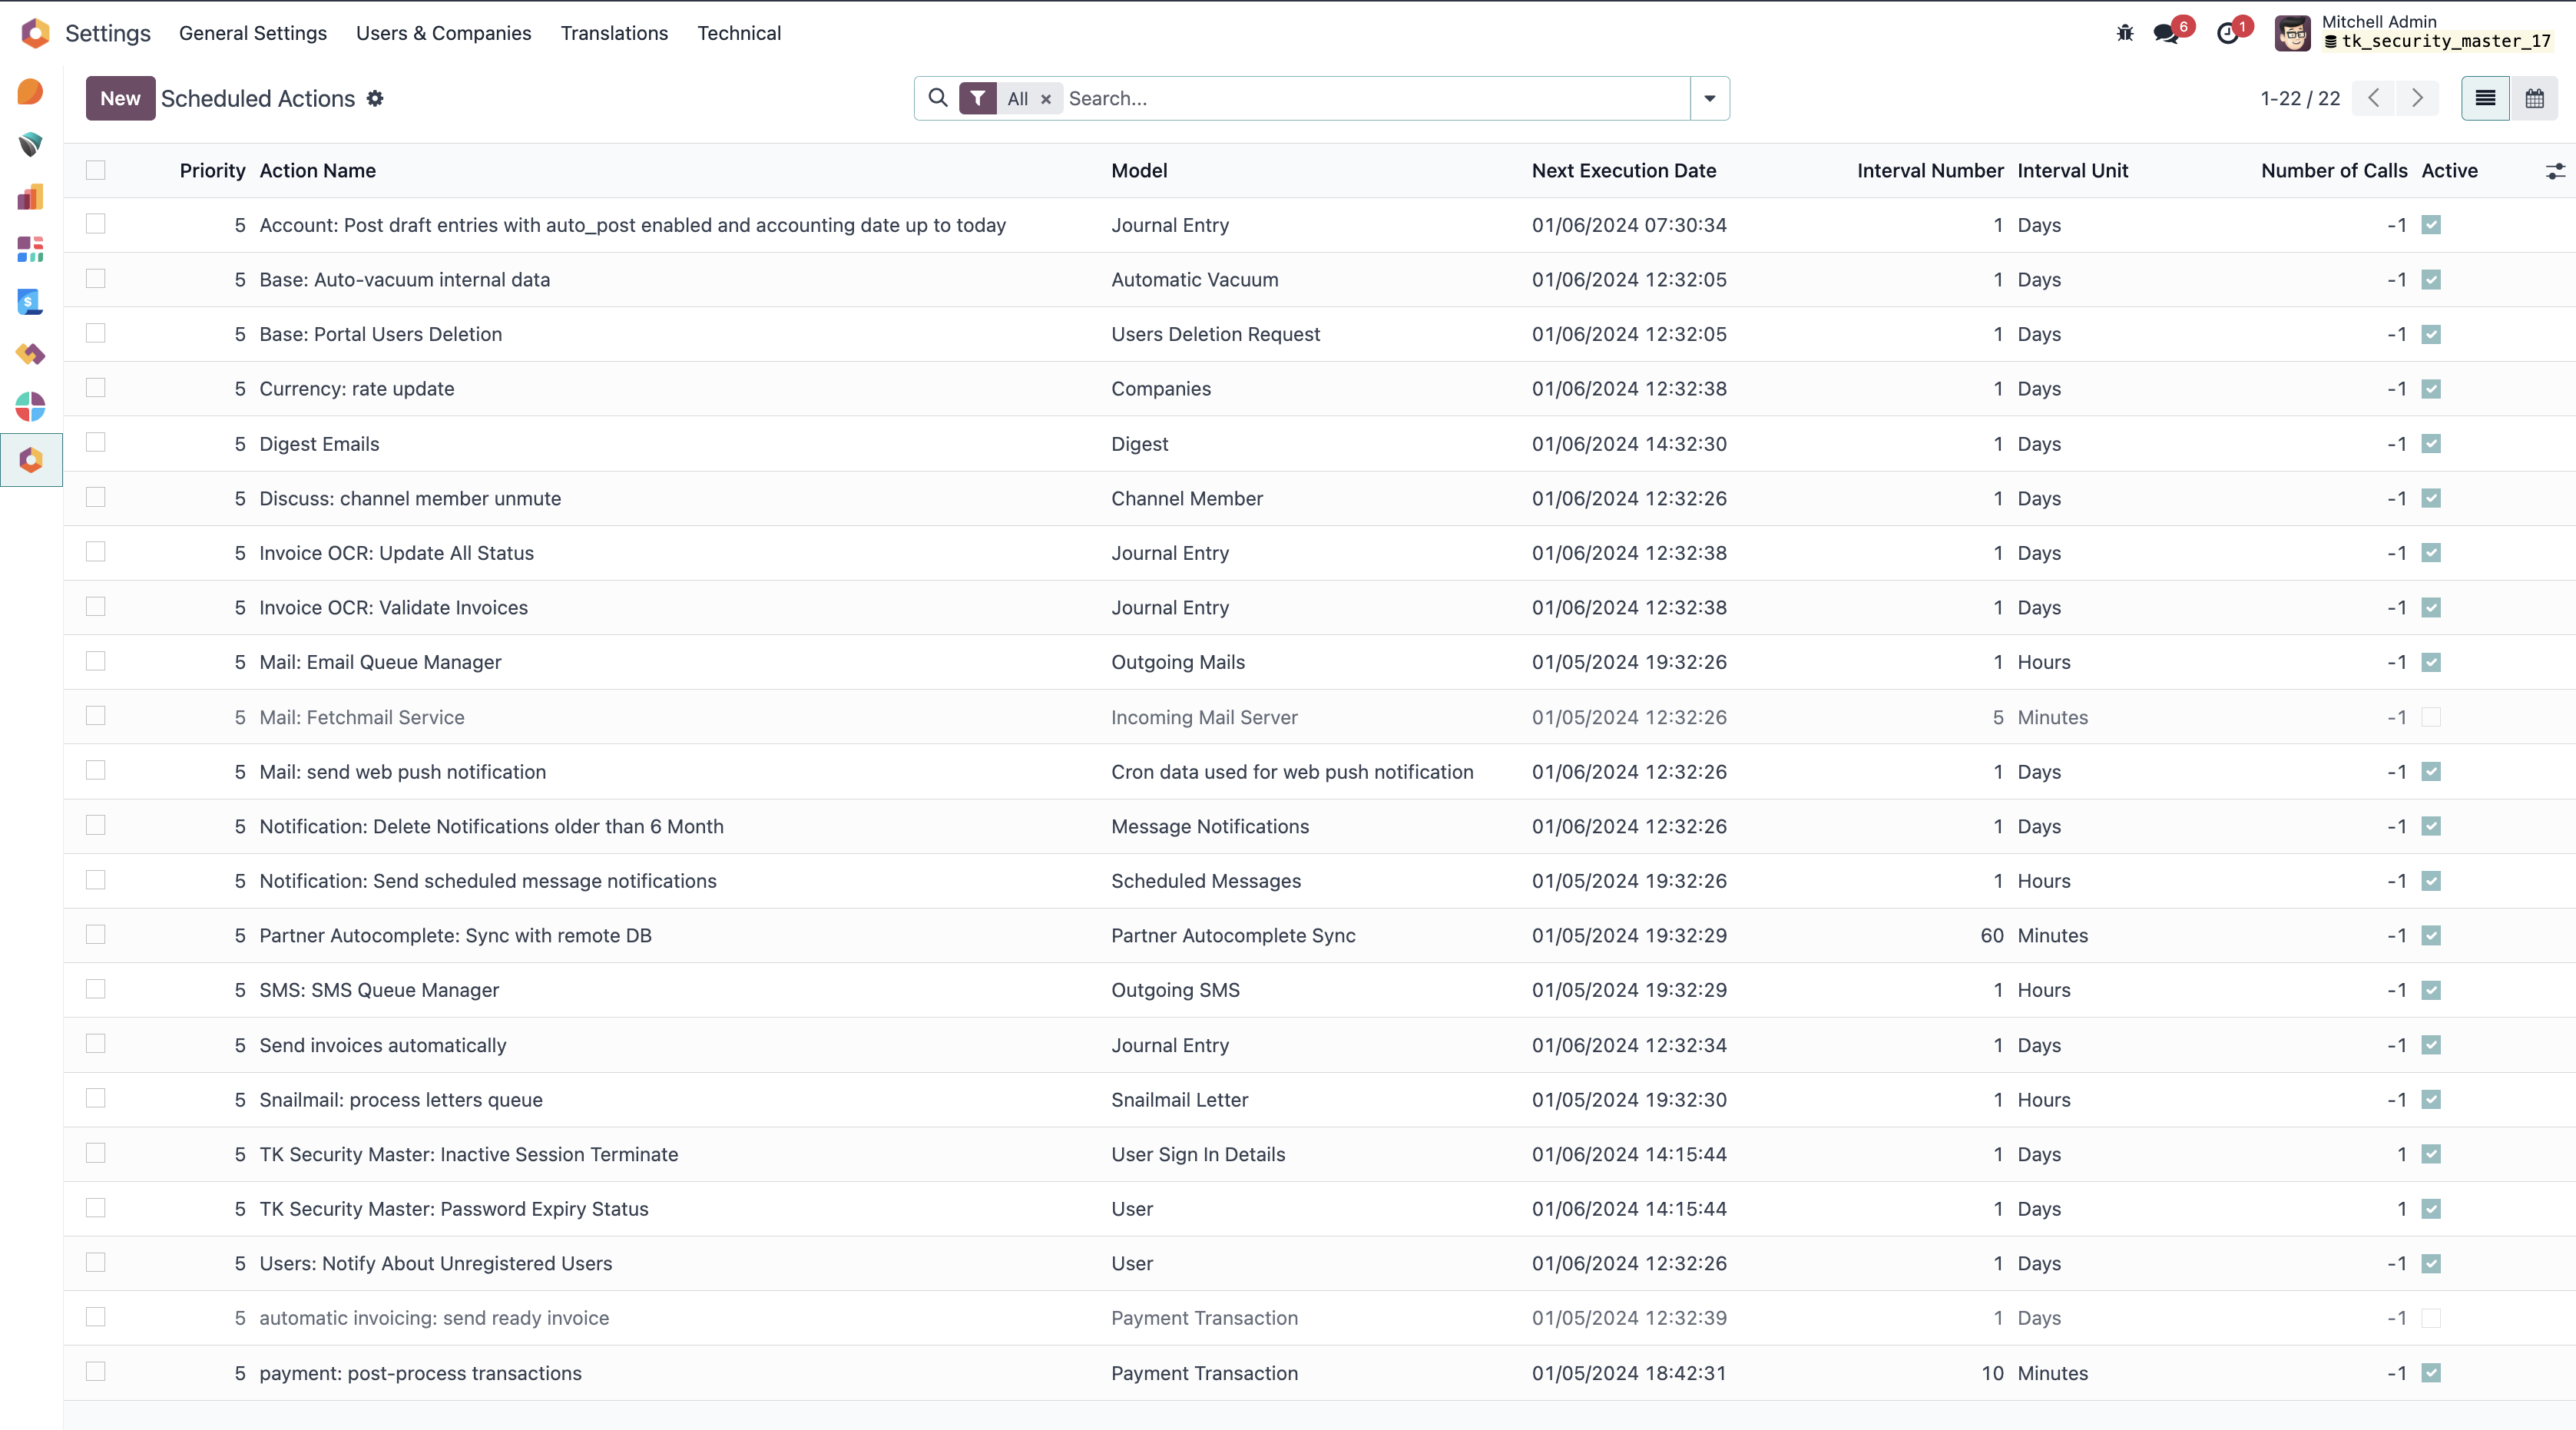 Settings General Settings Users & Companies Translations Technical 6 1 Mitchell Admin
tk_security_master_17
New Scheduled Actions All × Search... 1-22 / 22
Priority Action Name Model Next Execution Date Interval Number Interval Unit Number of Calls Active
5 Account: Post draft entries with auto_post enabled and accounting date up to today Journal Entry 01/06/2024 07:30:34 1 Days -1
5 Base: Auto-vacuum internal data Automatic Vacuum 01/06/2024 12:32:05 1 Days -1
5 Base: Portal Users Deletion Users Deletion Request 01/06/2024 12:32:05 1 Days -1
5 Currency: rate update Companies 01/06/2024 12:32:38 1 Days -1
5 Digest Emails Digest 01/06/2024 14:32:30 1 Days -1
5 Discuss: channel member unmute Channel Member 01/06/2024 12:32:26 1 Days -1
5 Invoice OCR: Update All Status Journal Entry 01/06/2024 12:32:38 1 Days -1
5 Invoice OCR: Validate Invoices Journal Entry 01/06/2024 12:32:38 1 Days -1
5 Mail: Email Queue Manager Outgoing Mails 01/05/2024 19:32:26 1 Hours -1
5 Mail: Fetchmail Service Incoming Mail Server 01/05/2024 12:32:26 5 Minutes -1
5 Mail: send web push notification Cron data used for web push notification 01/06/2024 12:32:26 1 Days -1
5 Notification: Delete Notifications older than 6 Month Message Notifications 01/06/2024 12:32:26 1 Days -1
5 Notification: Send scheduled message notifications Scheduled Messages 01/05/2024 19:32:26 1 Hours -1
5 Partner Autocomplete: Sync with remote DB Partner Autocomplete Sync 01/05/2024 19:32:29 60 Minutes -1
5 SMS: SMS Queue Manager Outgoing SMS 01/05/2024 19:32:29 1 Hours -1
5 Send invoices automatically Journal Entry 01/06/2024 12:32:34 1 Days -1
5 Snailmail: process letters queue Snailmail Letter 01/05/2024 19:32:30 1 Hours -1
5 TK Security Master: Inactive Session Terminate User Sign In Details 01/06/2024 14:15:44 1 Days 1
5 TK Security Master: Password Expiry Status User 01/06/2024 14:15:44 1 Days 1
5 Users: Notify About Unregistered Users User 01/06/2024 12:32:26 1 Days -1
5 automatic invoicing: send ready invoice Payment Transaction 01/05/2024 12:32:39 1 Days -1
5 payment: post-process transactions Payment Transaction 01/05/2024 18:42:31 10 Minutes -1